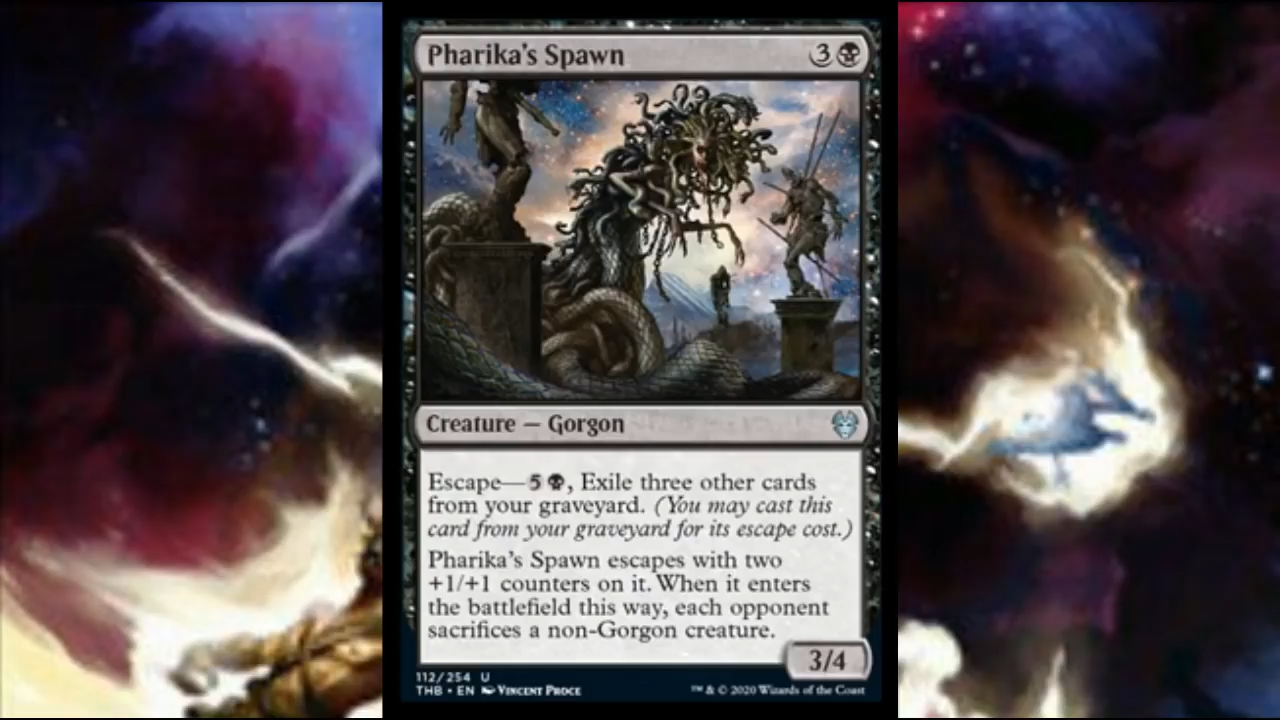 Pharika's Spawn 3
Creature — Gorgon
Escape—5, Exile three other cards
from your graveyard. (You may cast this
card from your graveyard for its escape cost.)
Pharika's Spawn escapes with two
+1/+1 counters on it. When it enters
the battlefield this way, each opponent
sacrifices a non-Gorgon creature.
3/4
112/254 U
THB • EN Vincent Proce
™ & © 2020 Wizards of the Coast